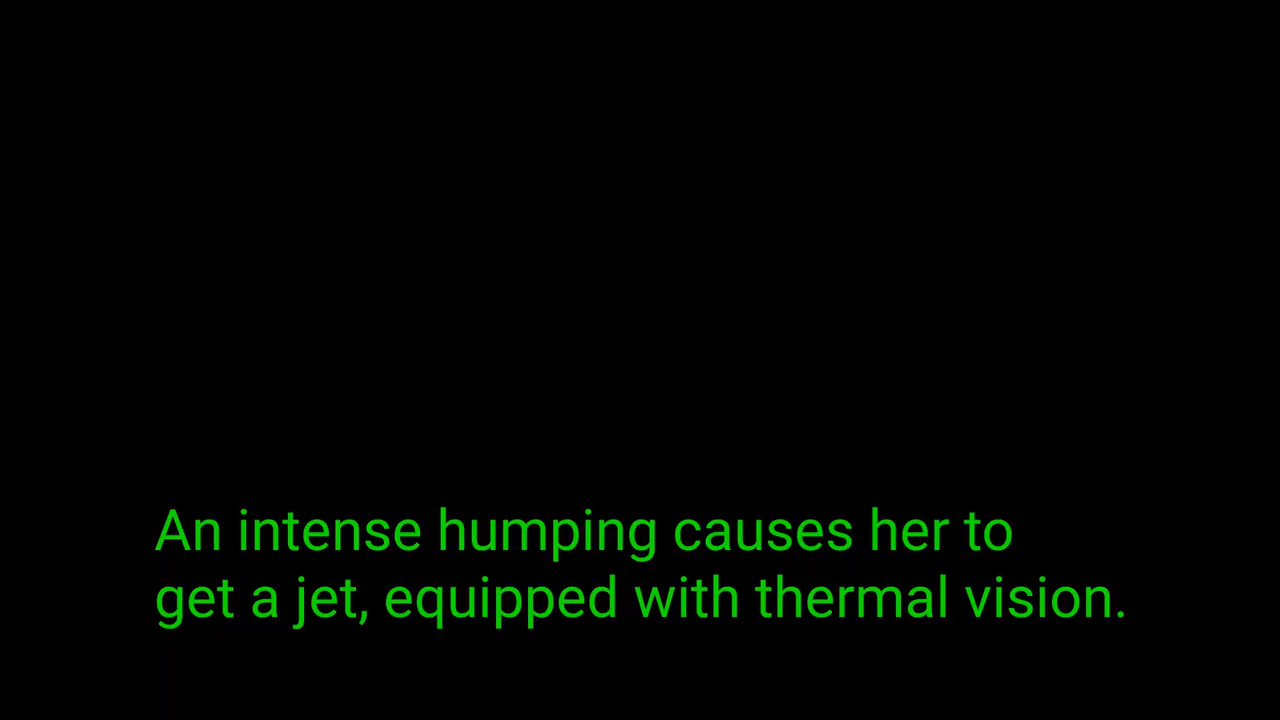 An intense humping causes her to
get a jet, equipped with thermal vision.